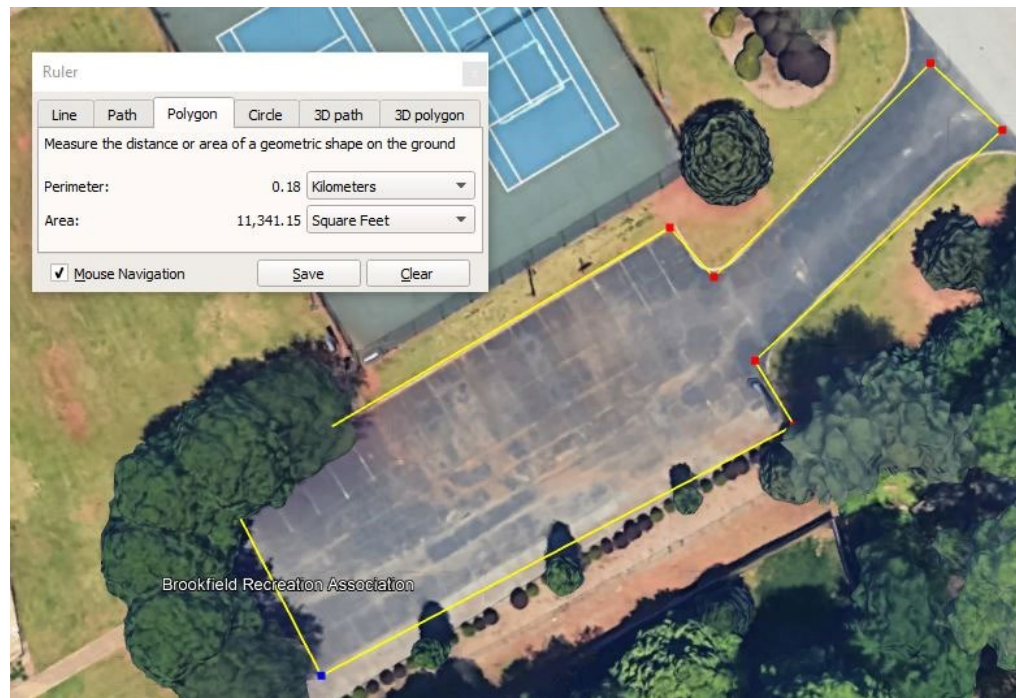 Ruler
Line Path Polygon Circle 3D path 3D polygon
Measure the distance or area of a geometric shape on the ground
Perimeter: 0.18 Kilometers
Area: 11,341.15 Square Feet
Mouse Navigation Save Clear
Brookfield Recreation Association